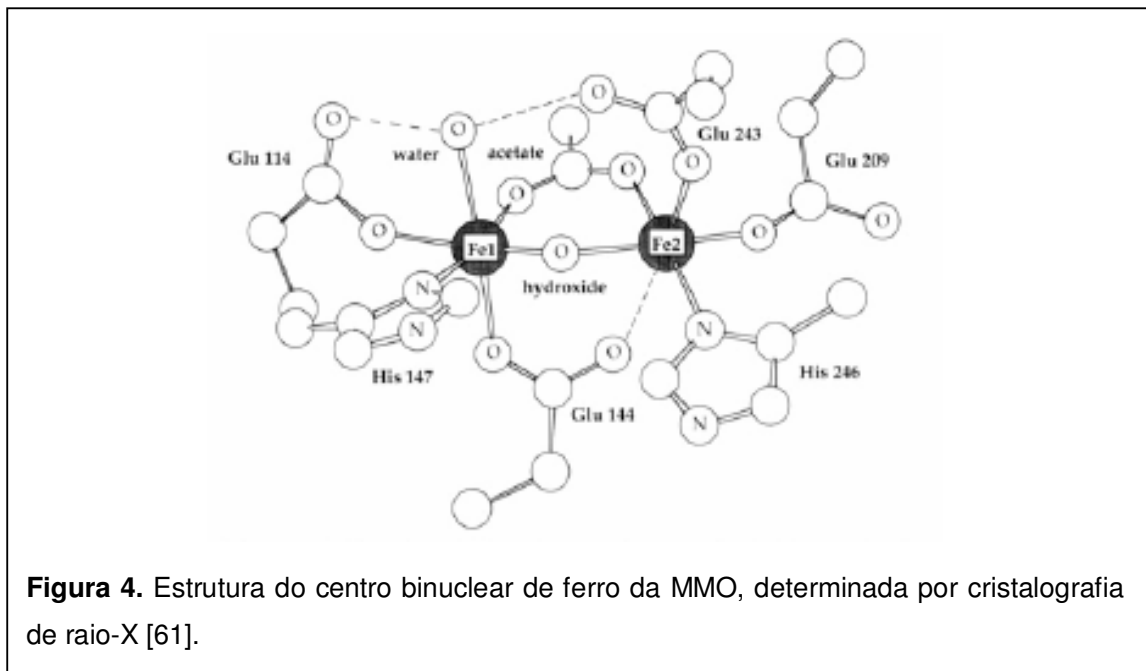 O
O
O
Glu 243
water
acetate
Glu 209
Glu 114
O
O
O
O
O
O
O
Fe1
O
Fe2
hydroxide
N
N
O
O
N
His 147
His 246
Glu 144
N
Figura 4. Estrutura do centro binuclear de ferro da MMO, determinada por cristalografia
de raio-X [61].